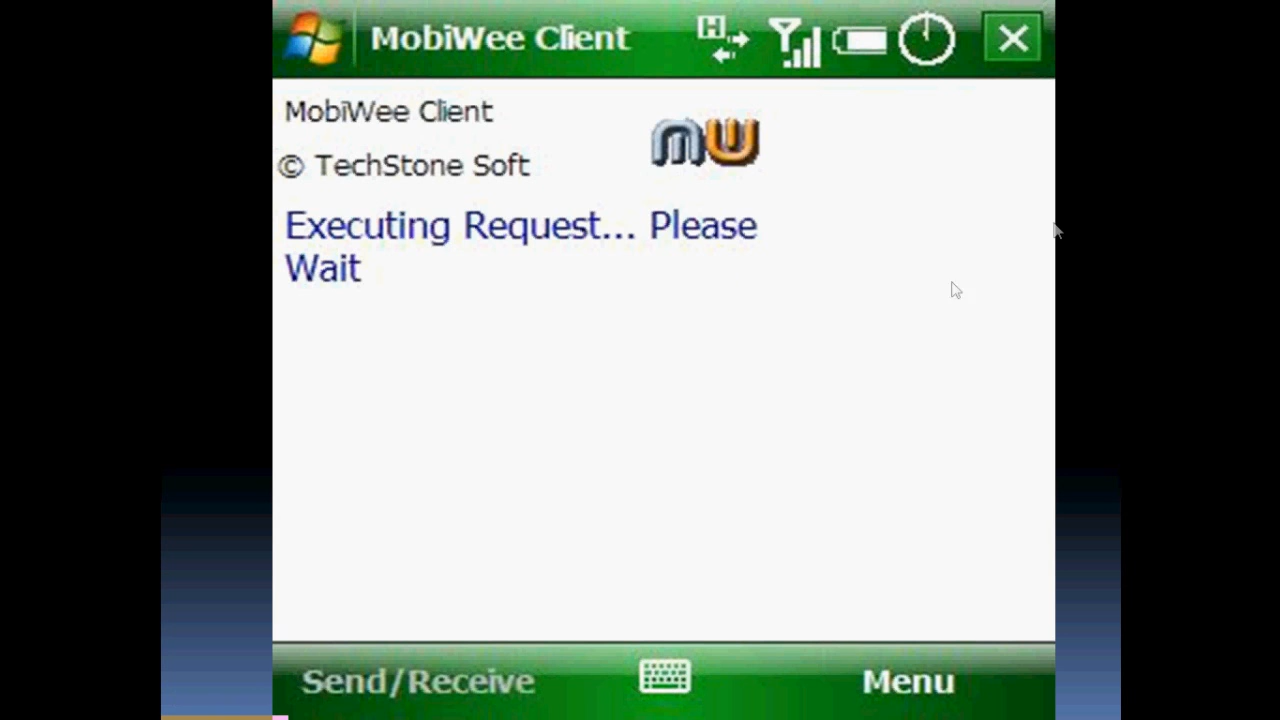 MobiWee Client
H
MobiWee Client
mw
© TechStone Soft
Executing Request... Please
Wait
Send/Receive
Menu